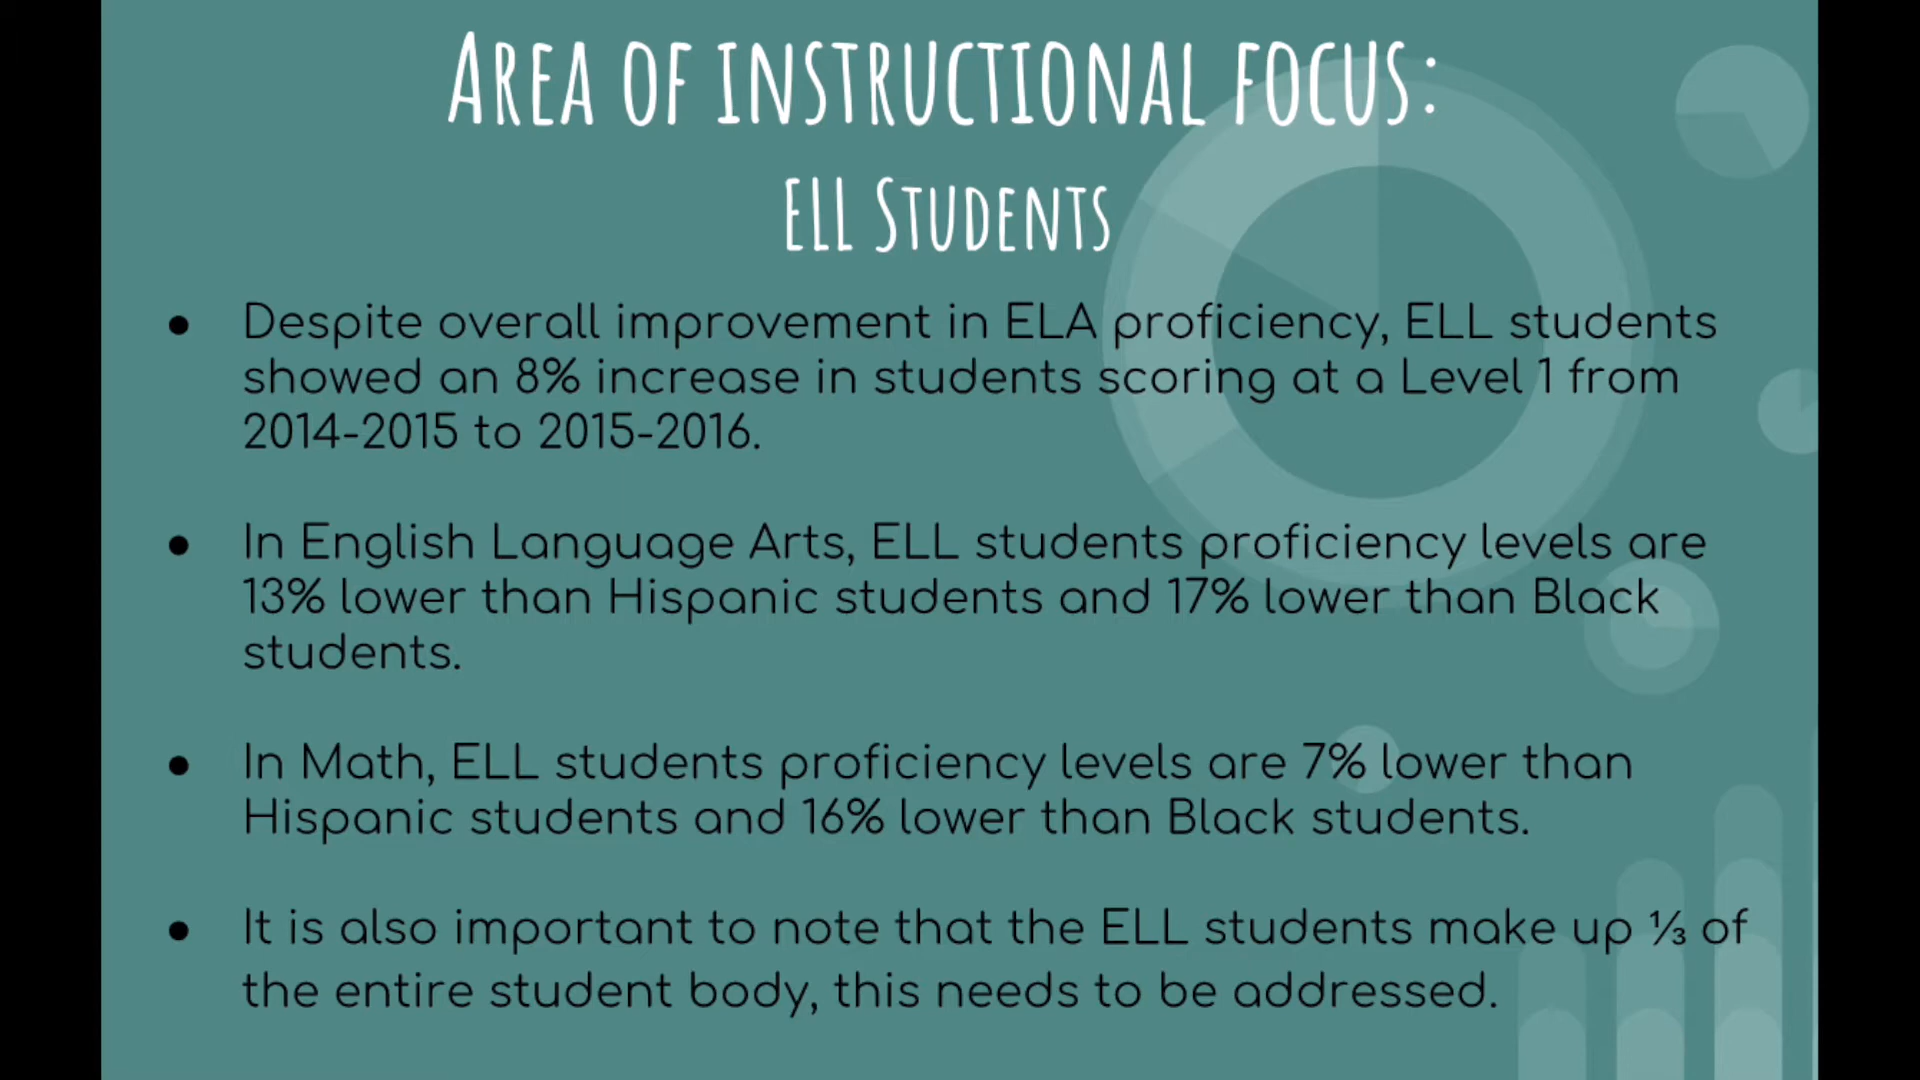 AREA OF INSTRUCTIONAL FOCUS:
ELL STUDENTS
● Despite overall improvement in ELA proficiency, ELL students
showed an 8% increase in students scoring at a Level 1 from
2014-2015 to 2015-2016.
● In English Language Arts, ELL students proficiency levels are
13% lower than Hispanic students and 17% lower than Black
students.
● In Math, ELL students proficiency levels are 7% lower than
Hispanic students and 16% lower than Black students.
● It is also important to note that the ELL students make up ⅓ of
the entire student body, this needs to be addressed.